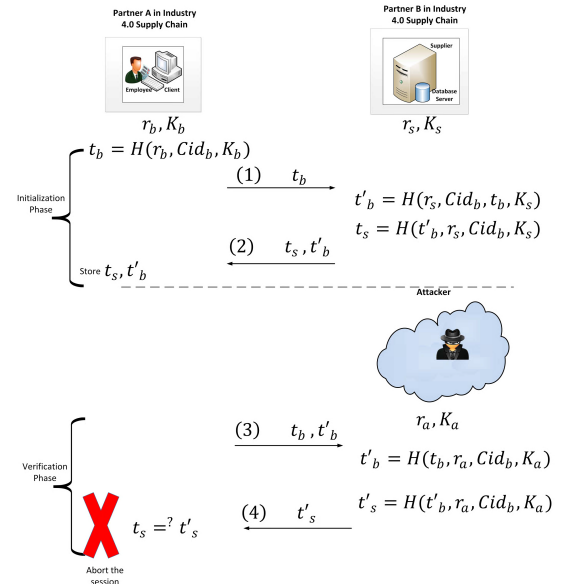 Partner A in Industry
4.0 Supply Chain
Partner B in Industry
4.0 Supply Chain
Employee
Client
Supplier
Database
Server
r_b, K_b
r_s, K_s
t_b = H(r_b, Cid_b, K_b)
(1) t_b
Initialization
Phase
t'_b = H(r_s, Cid_b, t_b, K_s)
t_s = H(t'_b, r_s, Cid_b, K_s)
(2) t_s, t'_b
Store t_s, t'_b
Attacker
r_a, K_a
(3) t_b, t'_b
t'_b = H(t_b, r_a, Cid_b, K_a)
Verification
Phase
t'_s = H(t'_b, r_a, Cid_b, K_a)
(4) t'_s
t_s =? t'_s
Abort the
session